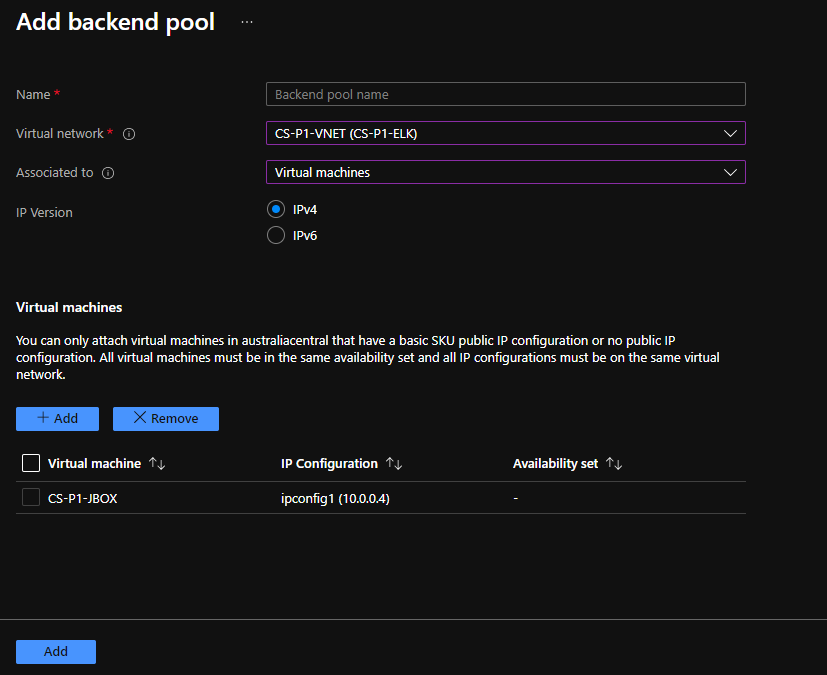 Add backend pool ...
Name *
Backend pool name
Virtual network *
CS-P1-VNET (CS-P1-ELK)
Associated to
Virtual machines
IP Version
IPv4
IPv6
Virtual machines
You can only attach virtual machines in australiacentral that have a basic SKU public IP configuration or no public IP
configuration. All virtual machines must be in the same availability set and all IP configurations must be on the same virtual
network.
+ Add  Remove
Virtual machine ↑↓ IP Configuration ↑↓ Availability set ↑↓
CS-P1-JBOX ipconfig1 (10.0.0.4) -
Add